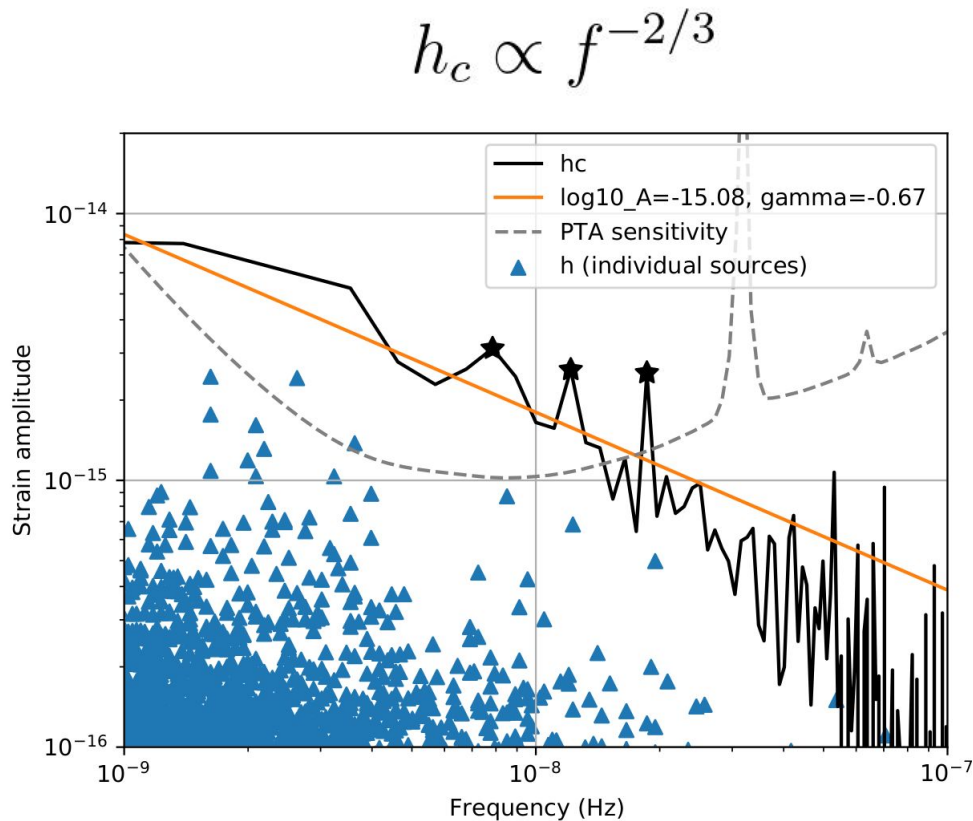 h_c ∝ f^{-2/3}
hc
log10_A=-15.08, gamma=-0.67
PTA sensitivity
h (individual sources)
10^{-14}
10^{-15}
10^{-16}
Strain amplitude
10^{-9}
10^{-8}
10^{-7}
Frequency (Hz)